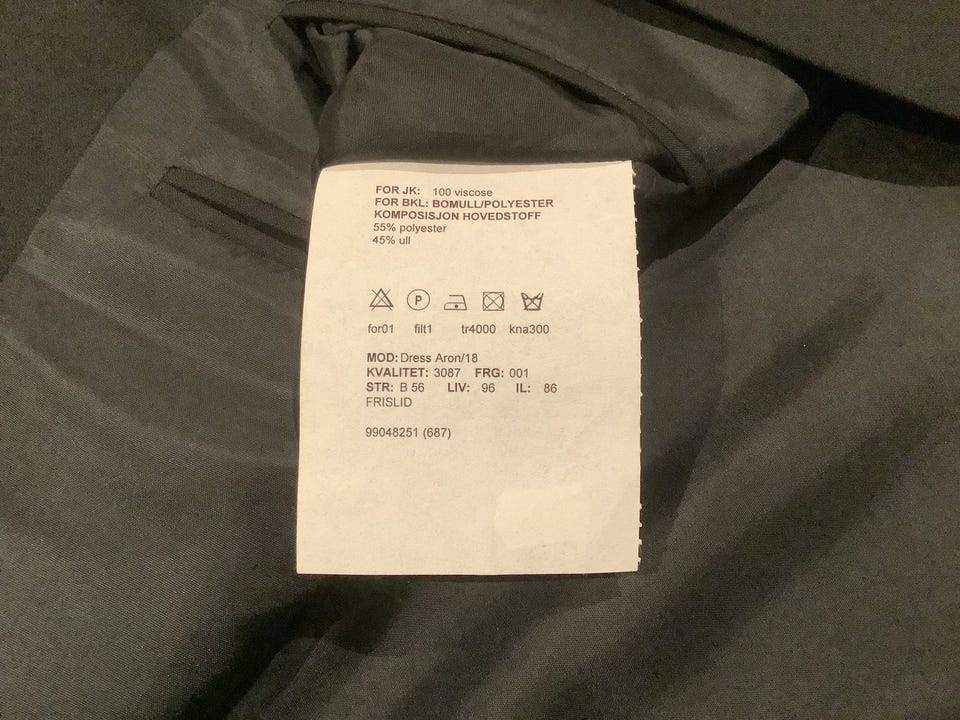 FOR JK: 100 viscose
FOR BKL: BOMULL/POLYESTER
KOMPOSISJON HOVEDSTOFF
55% polyester
45% ull
P
for01 filt1 tr4000 kna300
MOD: Dress Aron/18
KVALITET: 3087 FRG: 001
STR: B 56 LIV: 96 IL: 86
FRISLID
99048251 (687)